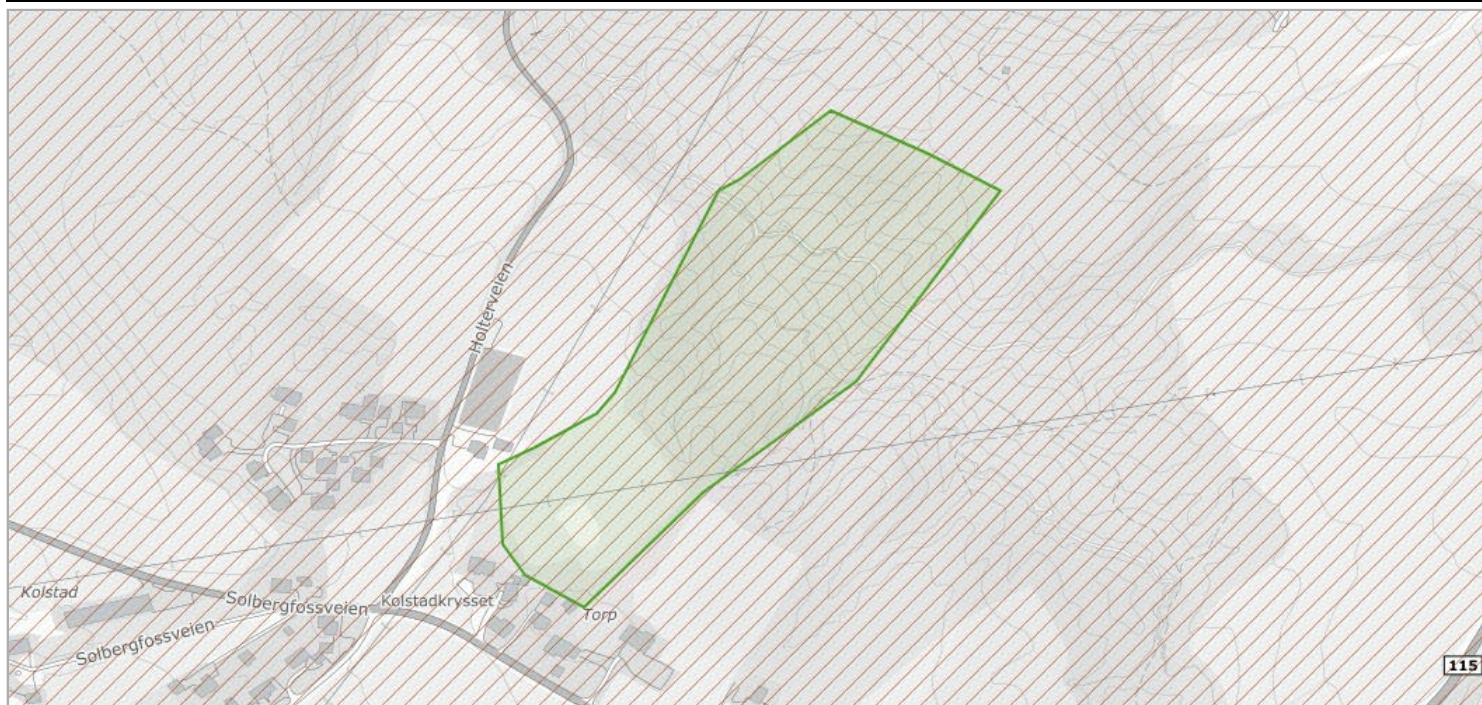 Holterveien
Kolstad
Solbergfossveien
Kolstadkrysset
Torp
Solbergfossveien
115